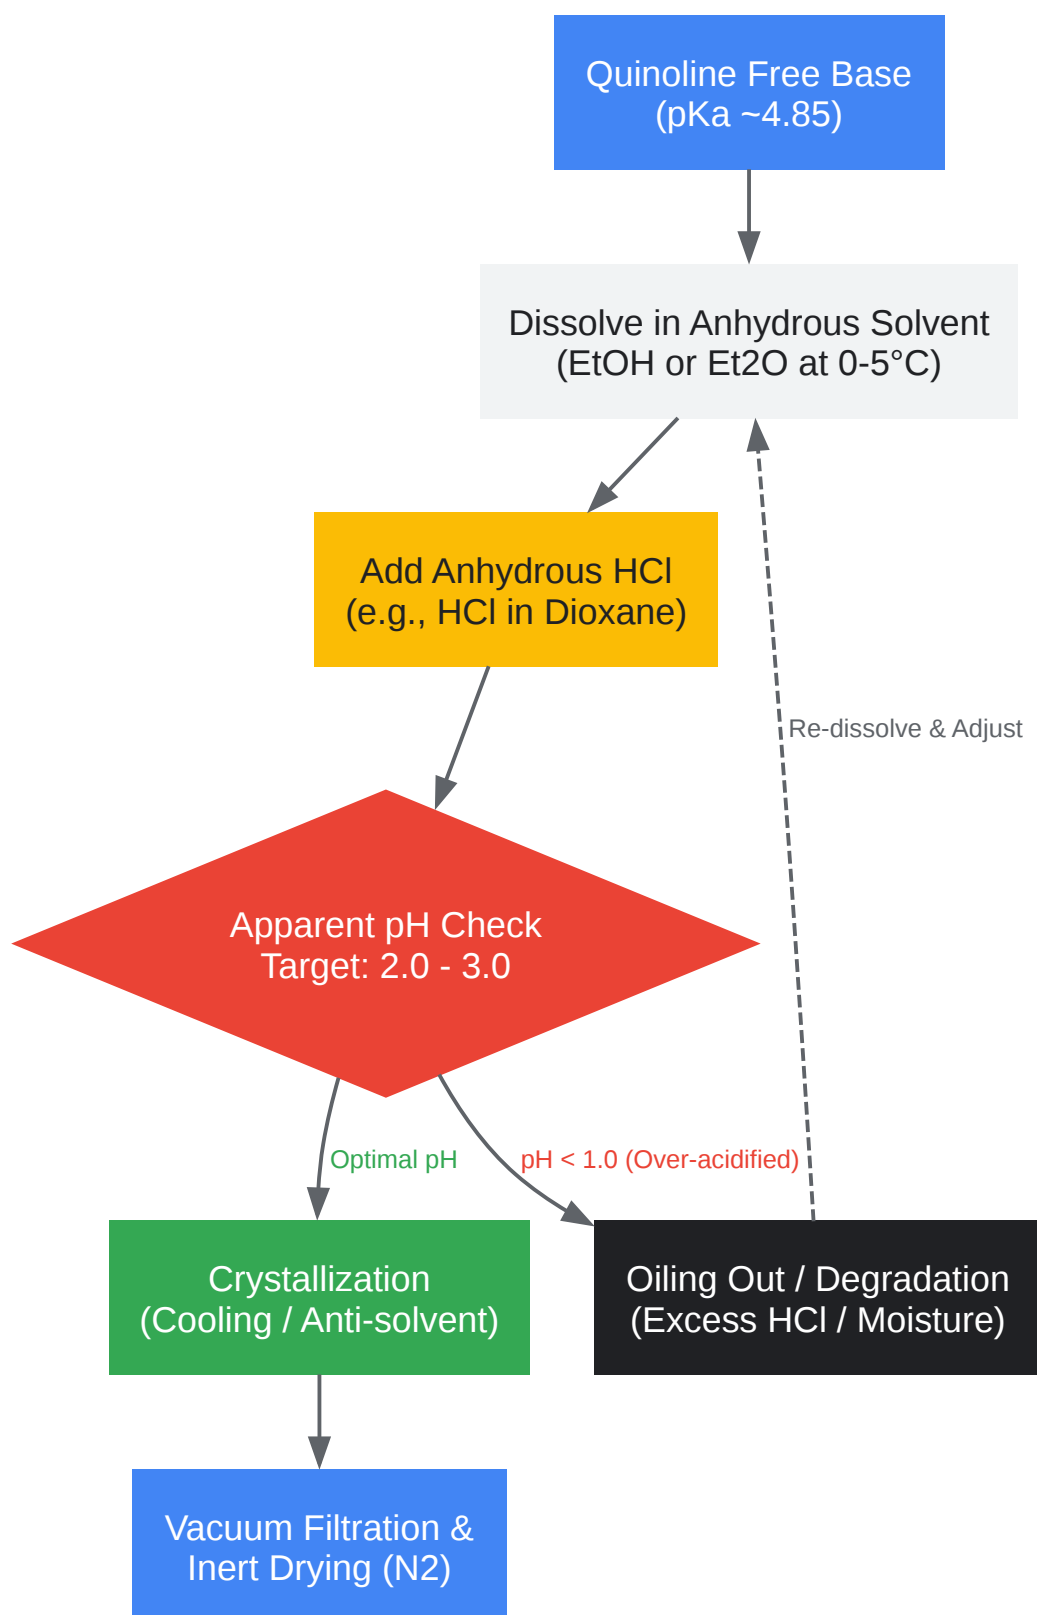 Quinoline Free Base
(pKa ~4.85)
Dissolve in Anhydrous Solvent
(EtOH or Et2O at 0-5°C)
Add Anhydrous HCl
(e.g., HCl in Dioxane)
Re-dissolve & Adjust
Apparent pH Check
Target: 2.0 - 3.0
Optimal pH
pH < 1.0 (Over-acidified)
Crystallization
(Cooling / Anti-solvent)
Oiling Out / Degradation
(Excess HCl / Moisture)
Vacuum Filtration &
Inert Drying (N2)